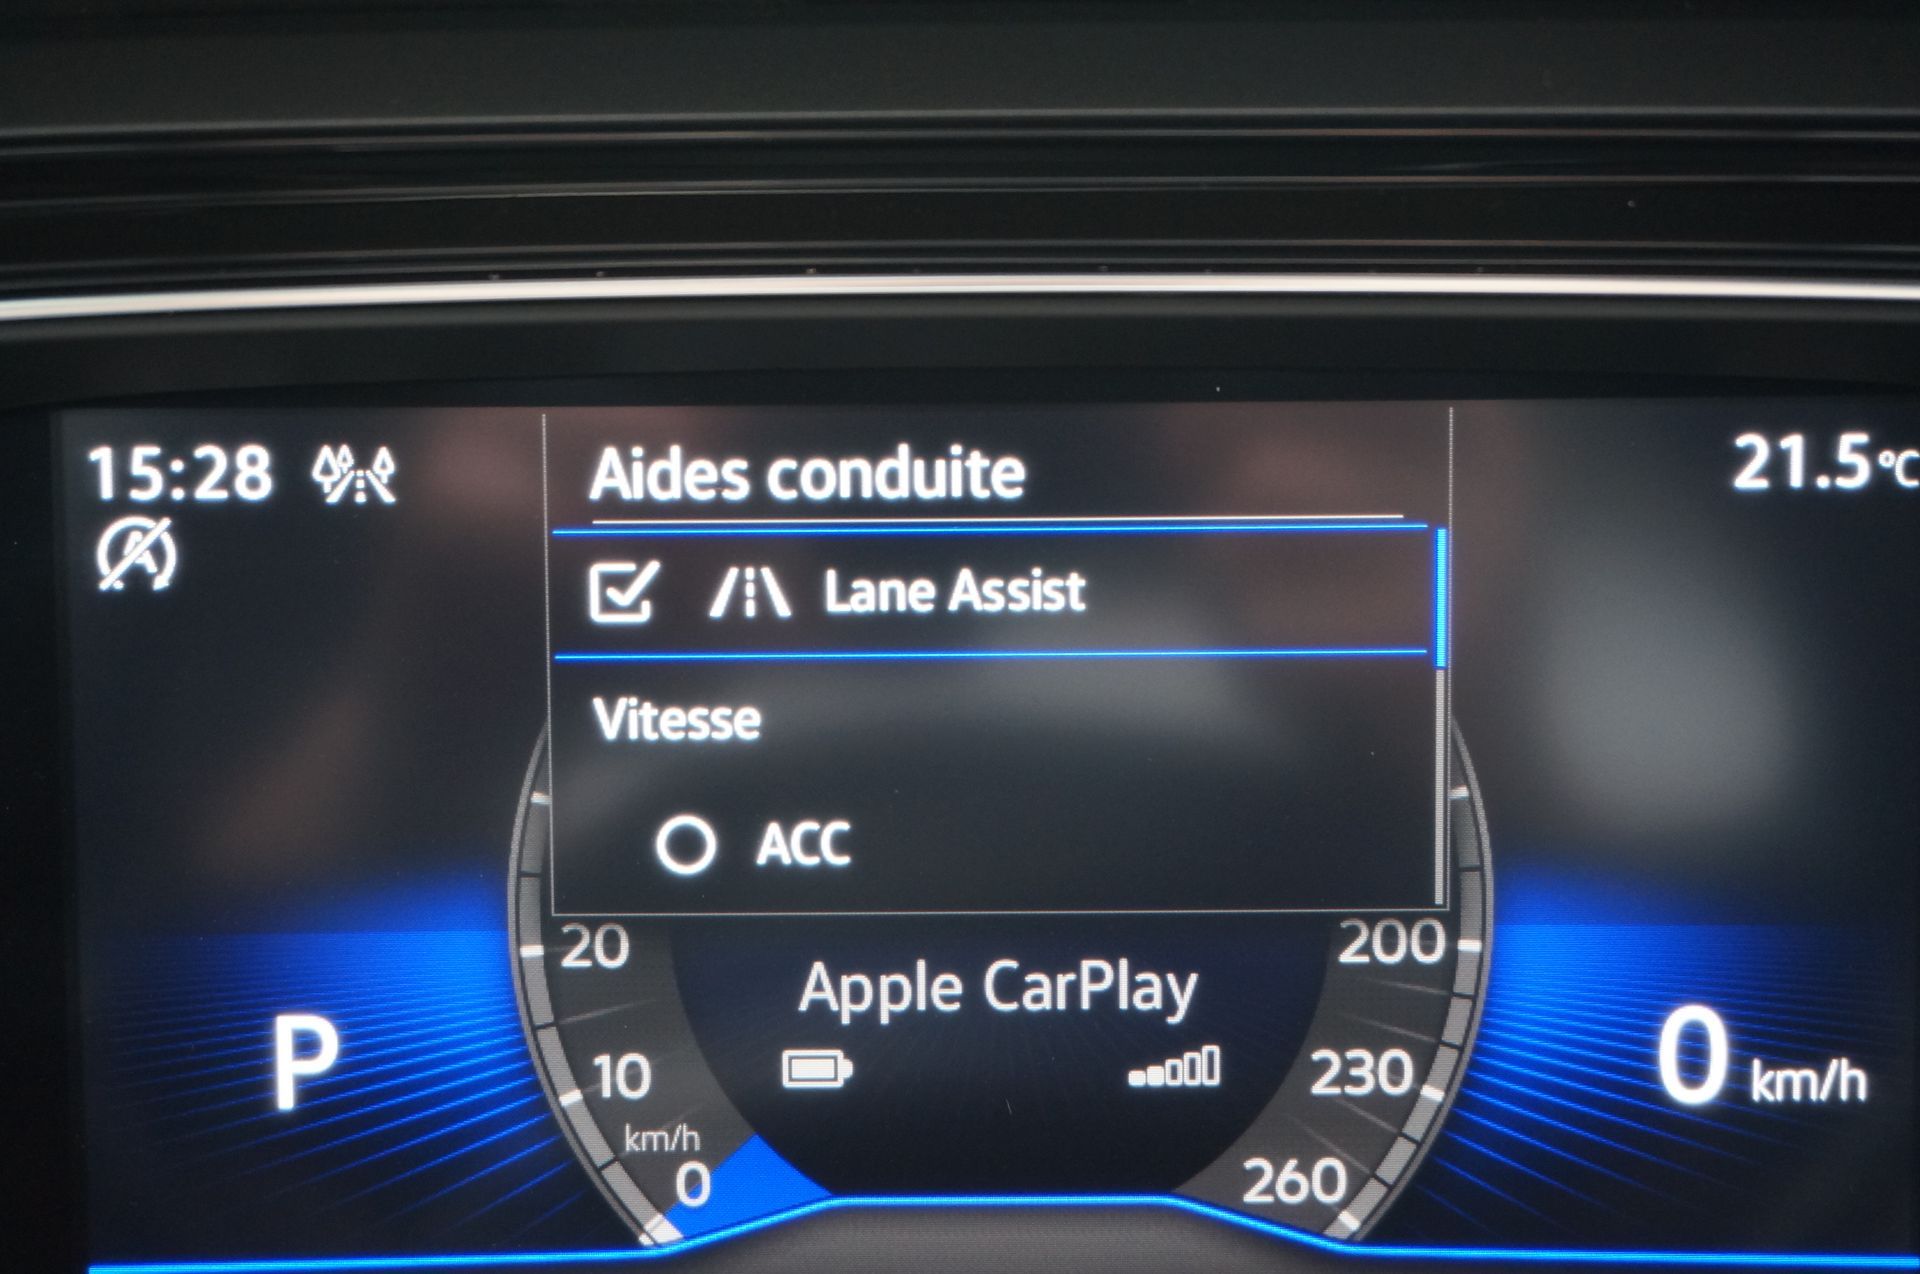 15:28
21.5°C
Aides conduite
Lane Assist
Vitesse
ACC
20
200
Apple CarPlay
P
10
230
0 km/h
km/h
0
260